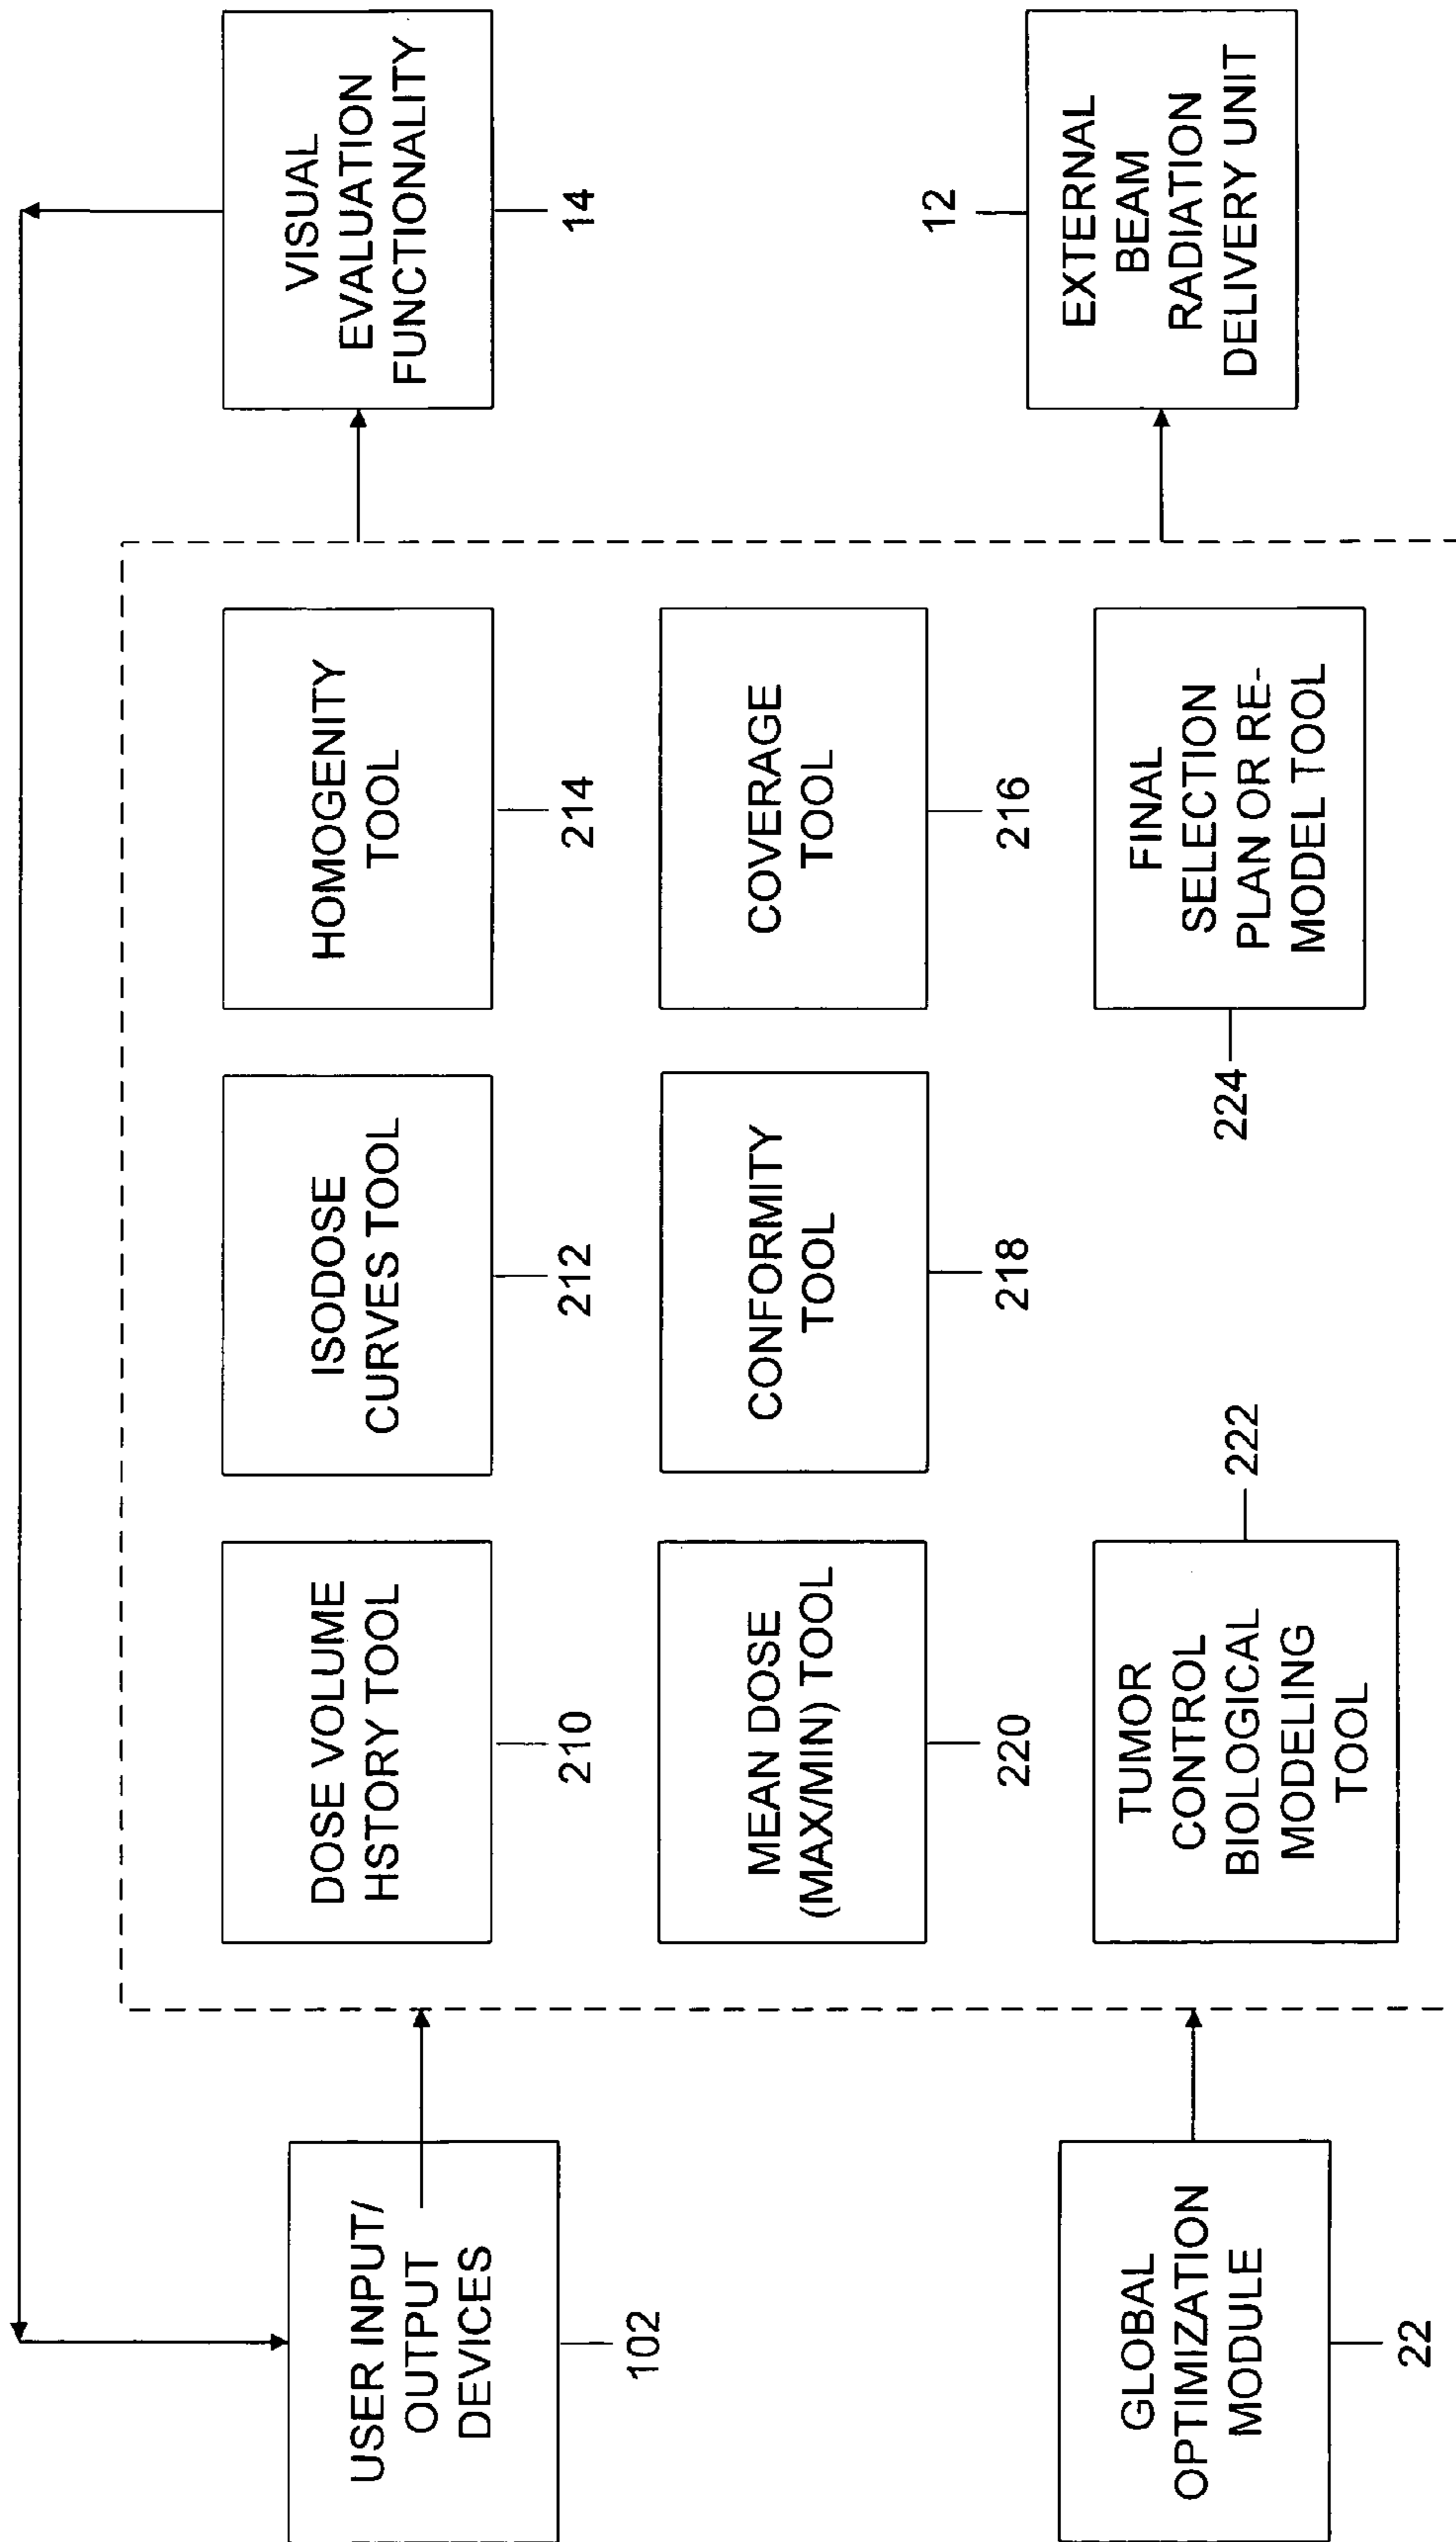 USER INPUT/
OUTPUT
DEVICES
102
GLOBAL
OPTIMIZATION
MODULE
22
DOSE VOLUME
HSTORY TOOL
210
ISODOSE
CURVES TOOL
212
HOMOGENITY
TOOL
214
MEAN DOSE
(MAX/MIN) TOOL
220
CONFORMITY
TOOL
218
COVERAGE
TOOL
216
TUMOR
CONTROL
BIOLOGICAL
MODELING
TOOL
222
FINAL
SELECTION
PLAN OR RE-
MODEL TOOL
224
VISUAL
EVALUATION
FUNCTIONALITY
14
EXTERNAL
BEAM
RADIATION
DELIVERY UNIT
12